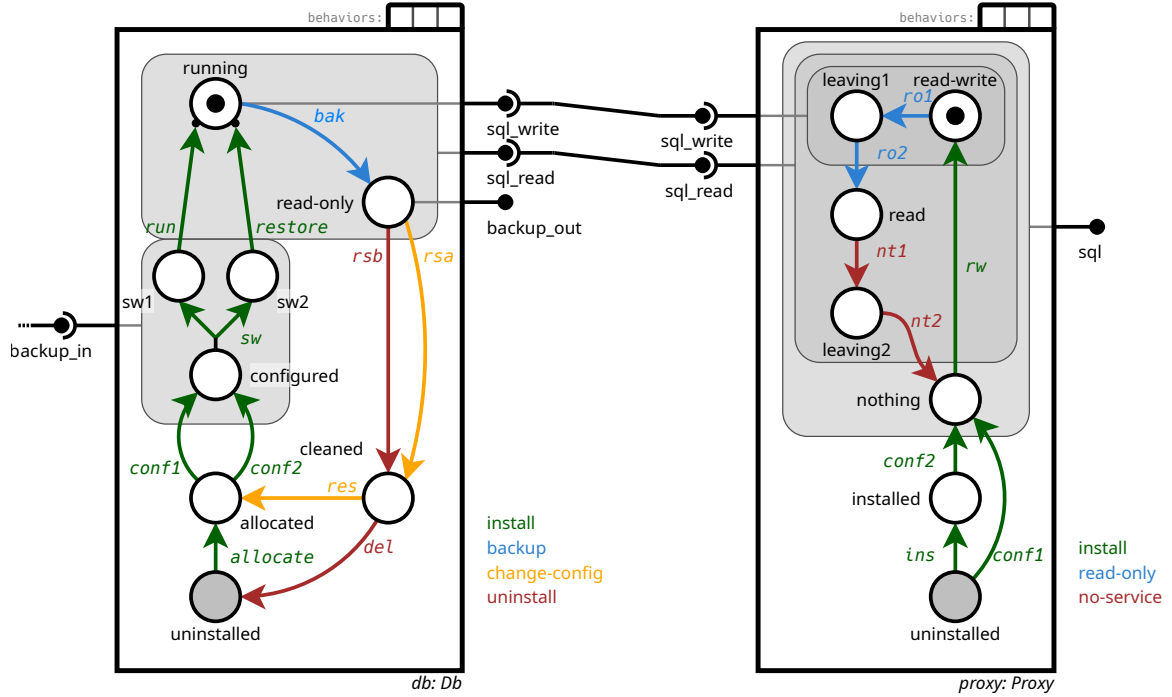 behaviors:
behaviors:
running
leaving1
read-write
ro1
bak
sql_write
sql_write
ro2
sql_read
sql_read
read-only
read
backup_out
run
restore
rsb
rsa
nt1
sql
rw
sw1
sw2
nt2
sw
backup_in
leaving2
configured
nothing
cleaned
conf1
conf2
conf2
res
installed
allocated
install
allocate
del
backup
ins
conf1
install
change-config
read-only
uninstall
no-service
uninstalled
uninstalled
db: Db
proxy: Proxy